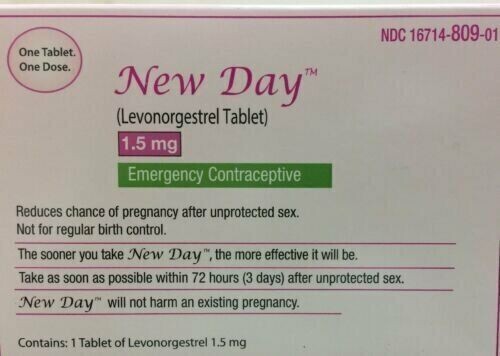 One Tablet.
One Dose.
NDC 16714-809-01
New Day™
(Levonorgestrel Tablet)
1.5 mg
Emergency Contraceptive
Reduces chance of pregnancy after unprotected sex.
Not for regular birth control.
The sooner you take New Day™, the more effective it will be.
Take as soon as possible within 72 hours (3 days) after unprotected sex.
New Day™ will not harm an existing pregnancy.
Contains: 1 Tablet of Levonorgestrel 1.5 mg